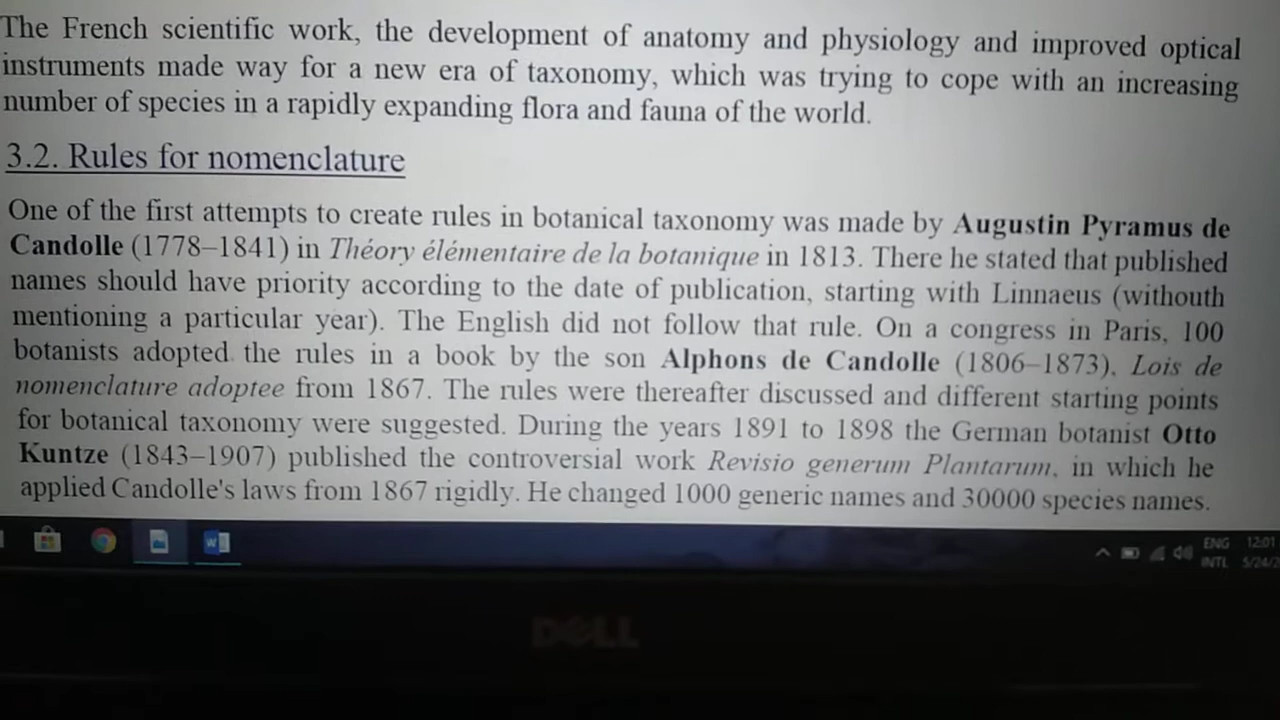 The French scientific work, the development of anatomy and physiology and improved optical
instruments made way for a new era of taxonomy, which was trying to cope with an increasing
number of species in a rapidly expanding flora and fauna of the world.
3.2. Rules for nomenclature
One of the first attempts to create rules in botanical taxonomy was made by Augustin Pyramus de
Candolle (1778–1841) in Théory élémentaire de la botanique in 1813. There he stated that published
names should have priority according to the date of publication, starting with Linnaeus (withouth
mentioning a particular year). The English did not follow that rule. On a congress in Paris, 100
botanists adopted the rules in a book by the son Alphons de Candolle (1806–1873), Lois de
nomenclature adoptee from 1867. The rules were thereafter discussed and different starting points
for botanical taxonomy were suggested. During the years 1891 to 1898 the German botanist Otto
Kuntze (1843–1907) published the controversial work Revisio generum Plantarum, in which he
applied Candolle's laws from 1867 rigidly. He changed 1000 generic names and 30000 species names.
ENG 12:01
INTL 5/24/2
DELL